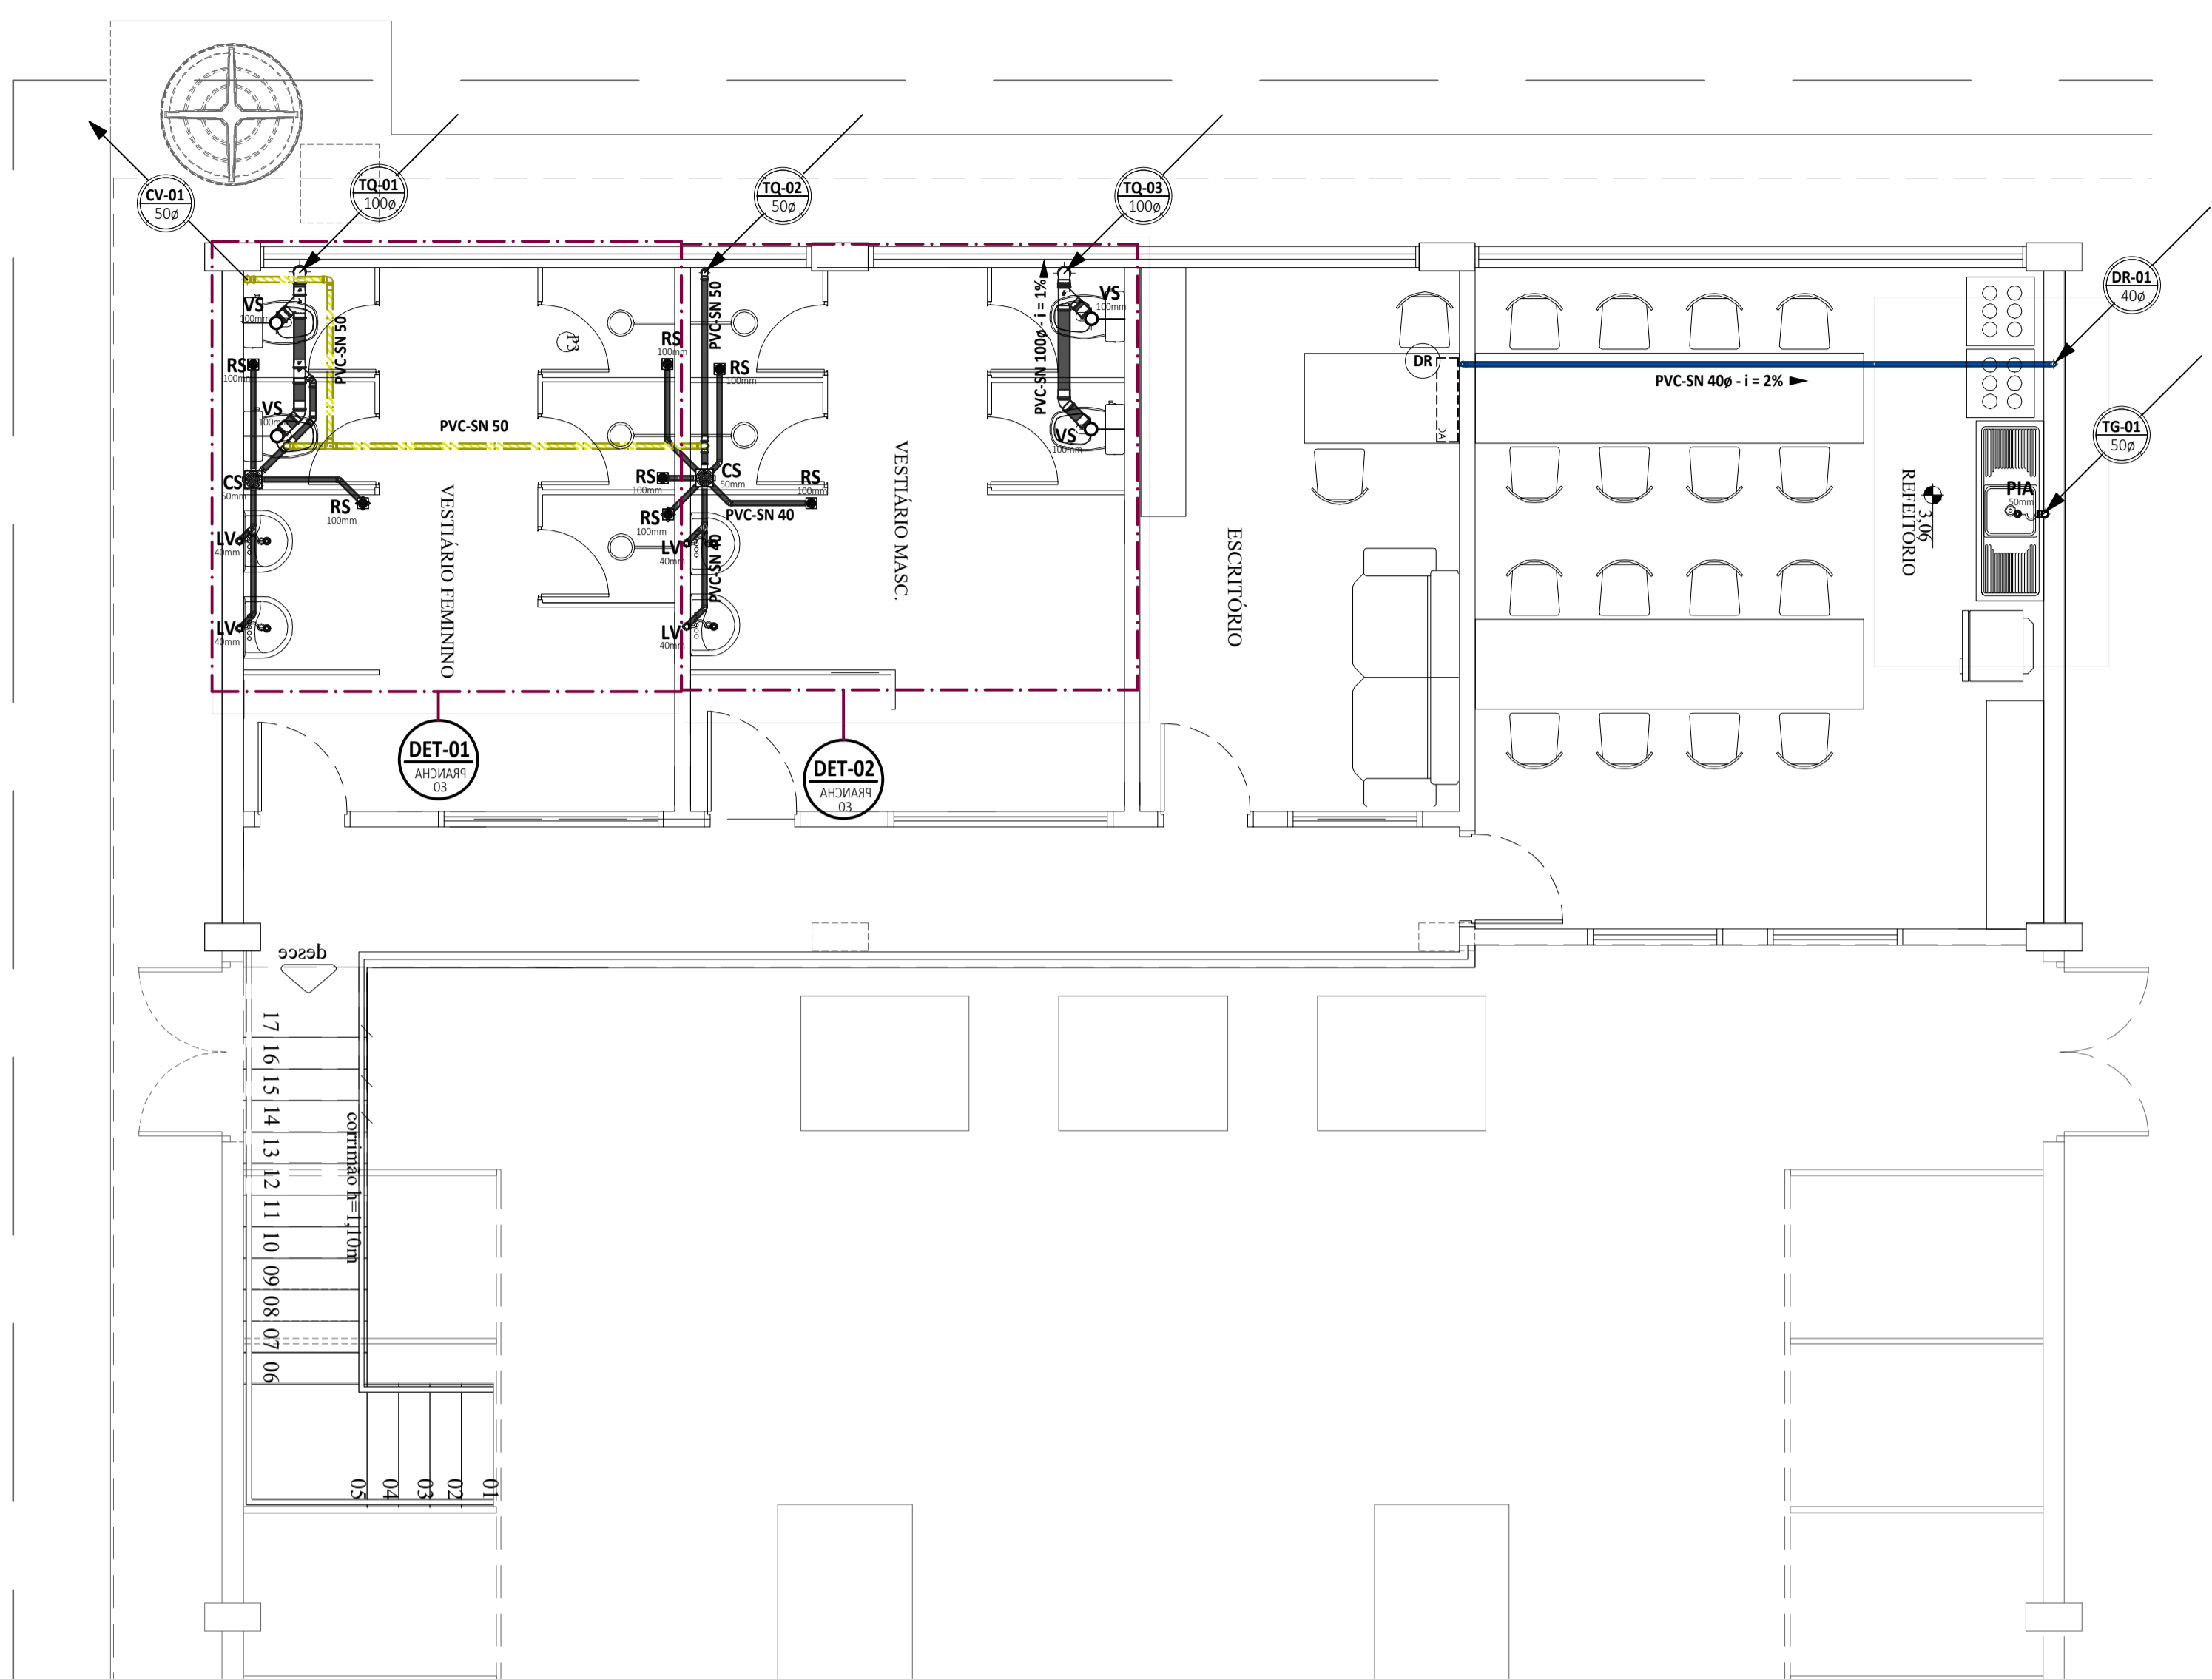 CV-01
50ø
TQ-01
100ø
TQ-02
50ø
TQ-03
100ø
DR-01
40ø
TG-01
50ø
VS
100mm
RS
100mm
VS
100mm
CS
50mm
RS
100mm
LV
40mm
LV
40mm
PVC-SN 50
PVC-SN 50
P3
VESTIÁRIO FEMININO
RS
100mm
PVC-SN 50
RS
100mm
RS
100mm
CS
50mm
RS
100mm
RS
100mm
PVC-SN 40
LV
40mm
PVC-SN 40
LV
40mm
VESTIÁRIO MASC.
PVC-SN 100ø - i = 1%
VS
100mm
VS
100mm
ESCRITÓRIO
DR
AC
PVC-SN 40ø - i = 2%
REFEITÓRIO
3,06
PIA
50mm
DET-01
PRANCHA
03
DET-02
PRANCHA
03
desce
17
16
15
14
13
12
11
10
09
08
07
06
corrimão h=1,10m
05
04
03
02
01